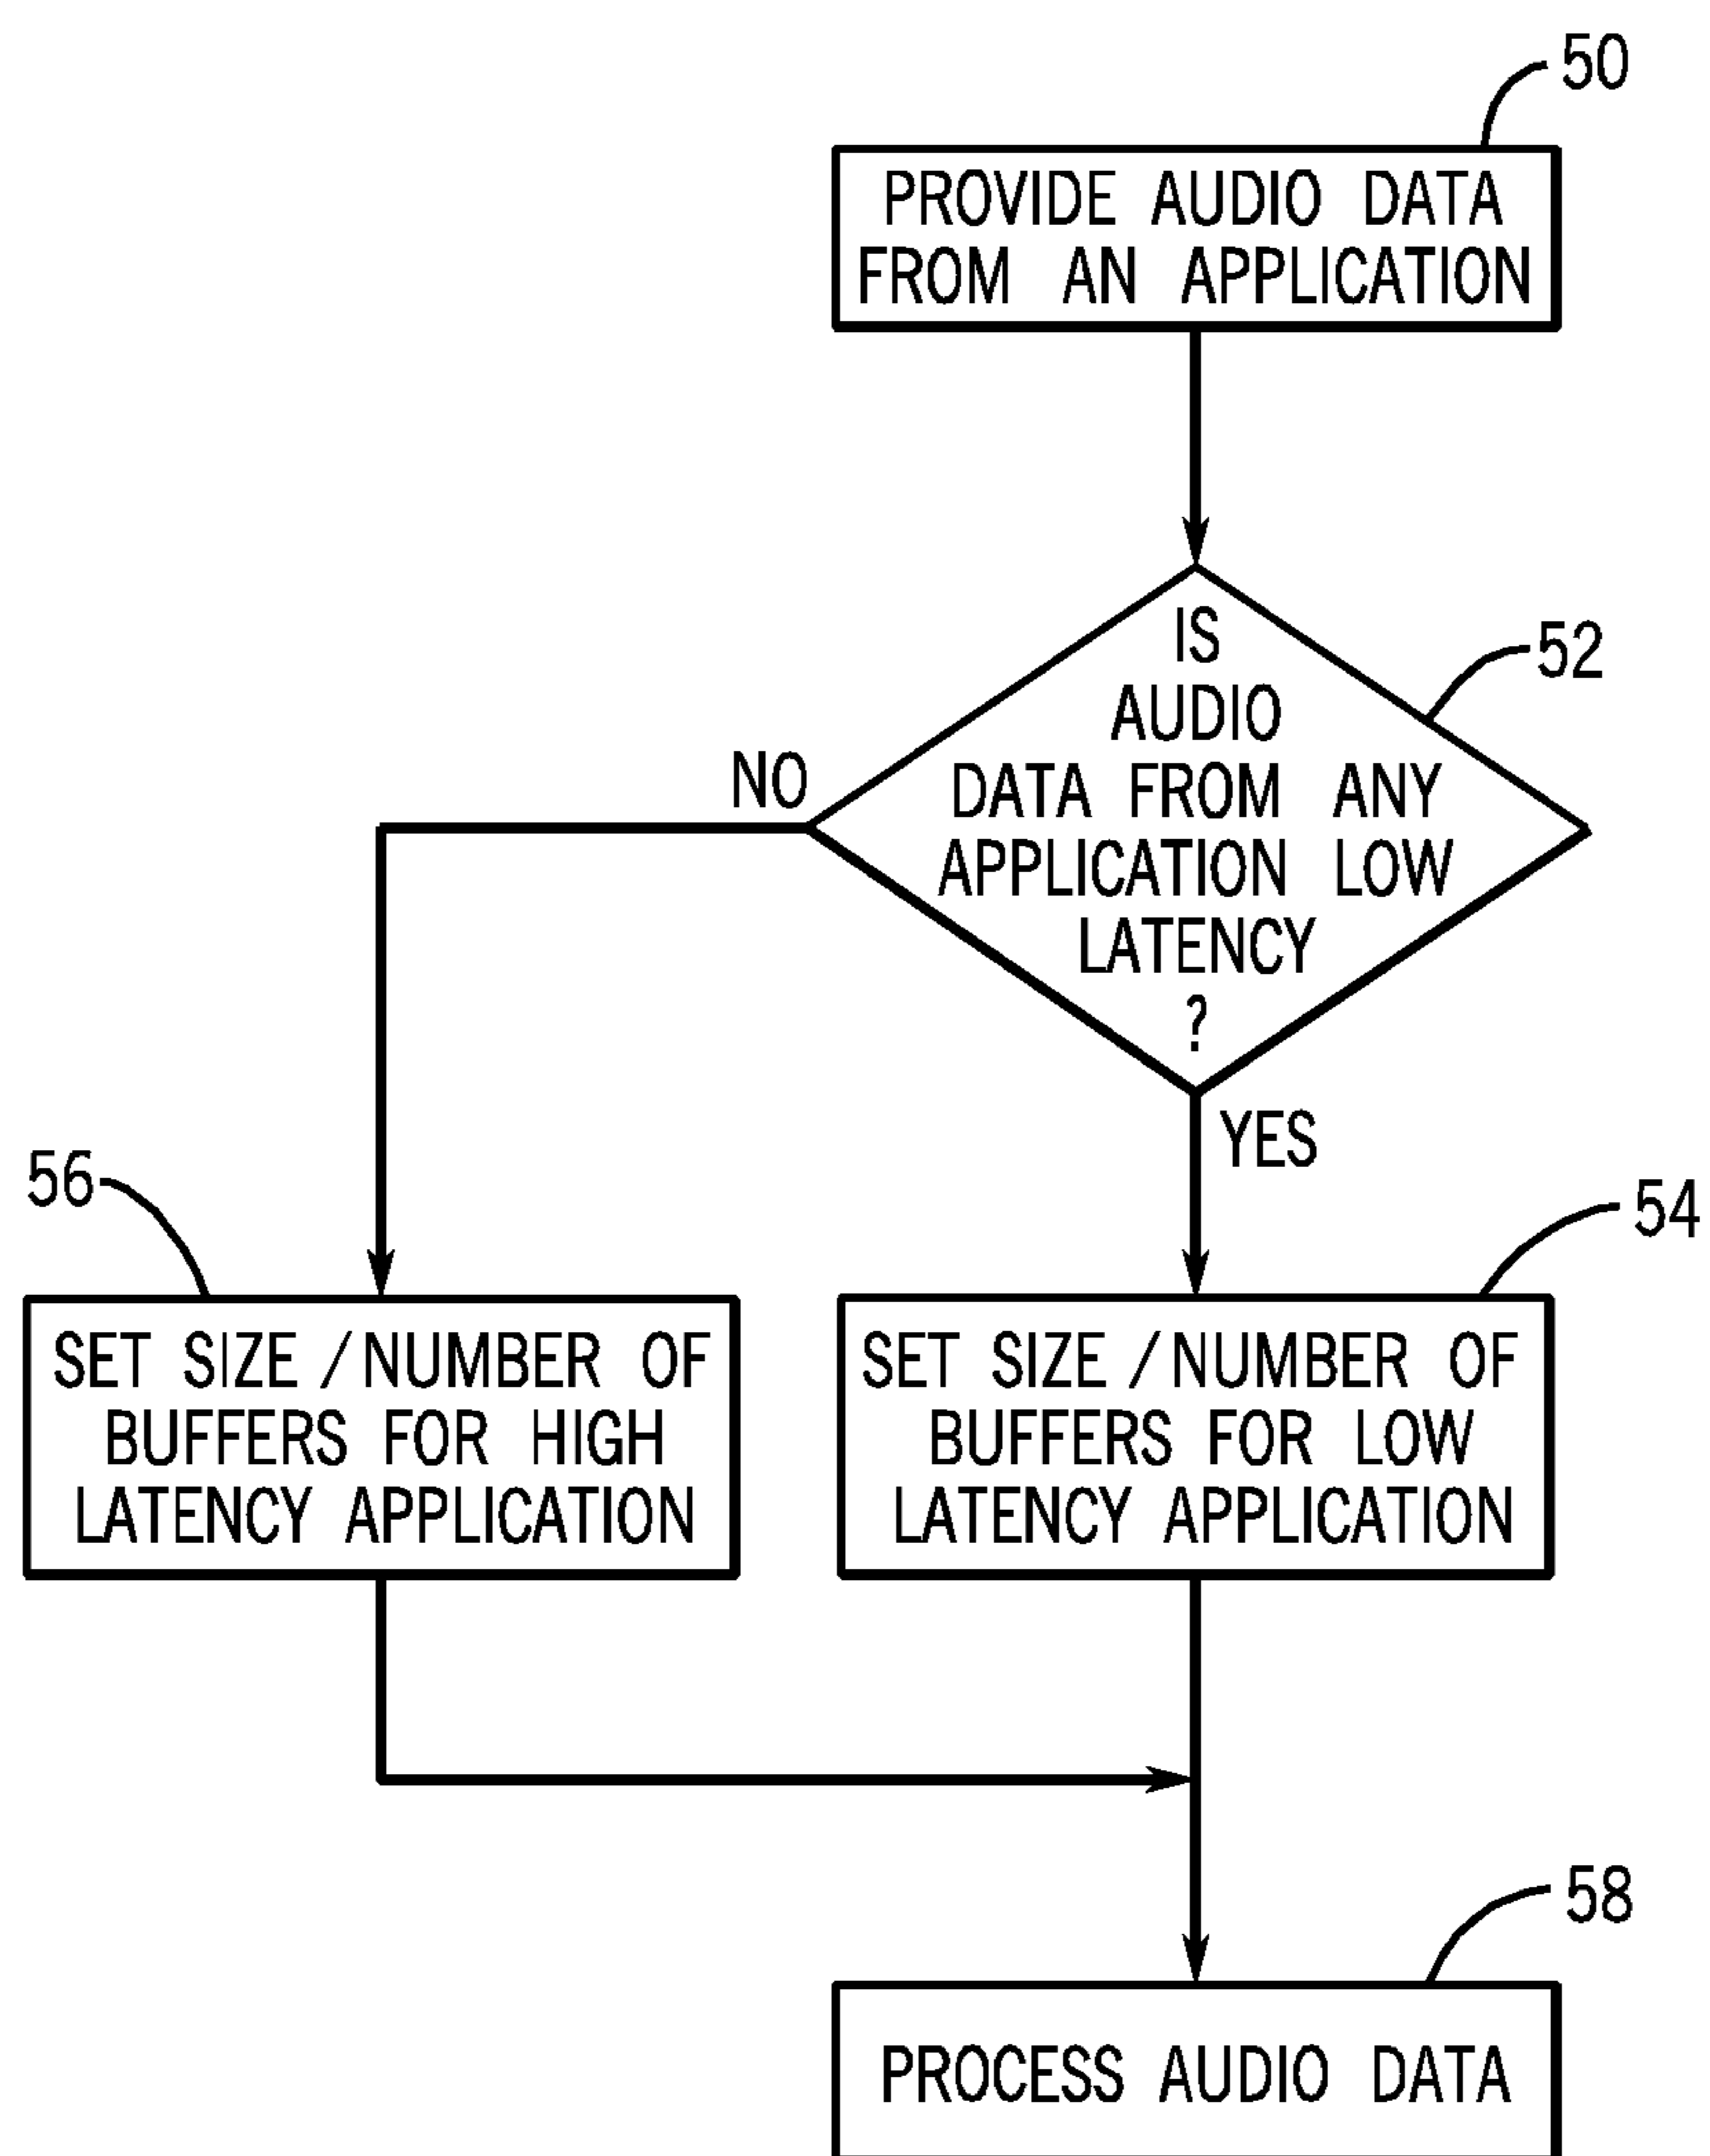 50
PROVIDE AUDIO DATA
FROM AN APPLICATION
52
IS
AUDIO
DATA FROM ANY
APPLICATION LOW
LATENCY
?
NO
YES
56
54
SET SIZE/NUMBER OF
BUFFERS FOR HIGH
LATENCY APPLICATION
SET SIZE/NUMBER OF
BUFFERS FOR LOW
LATENCY APPLICATION
58
PROCESS AUDIO DATA